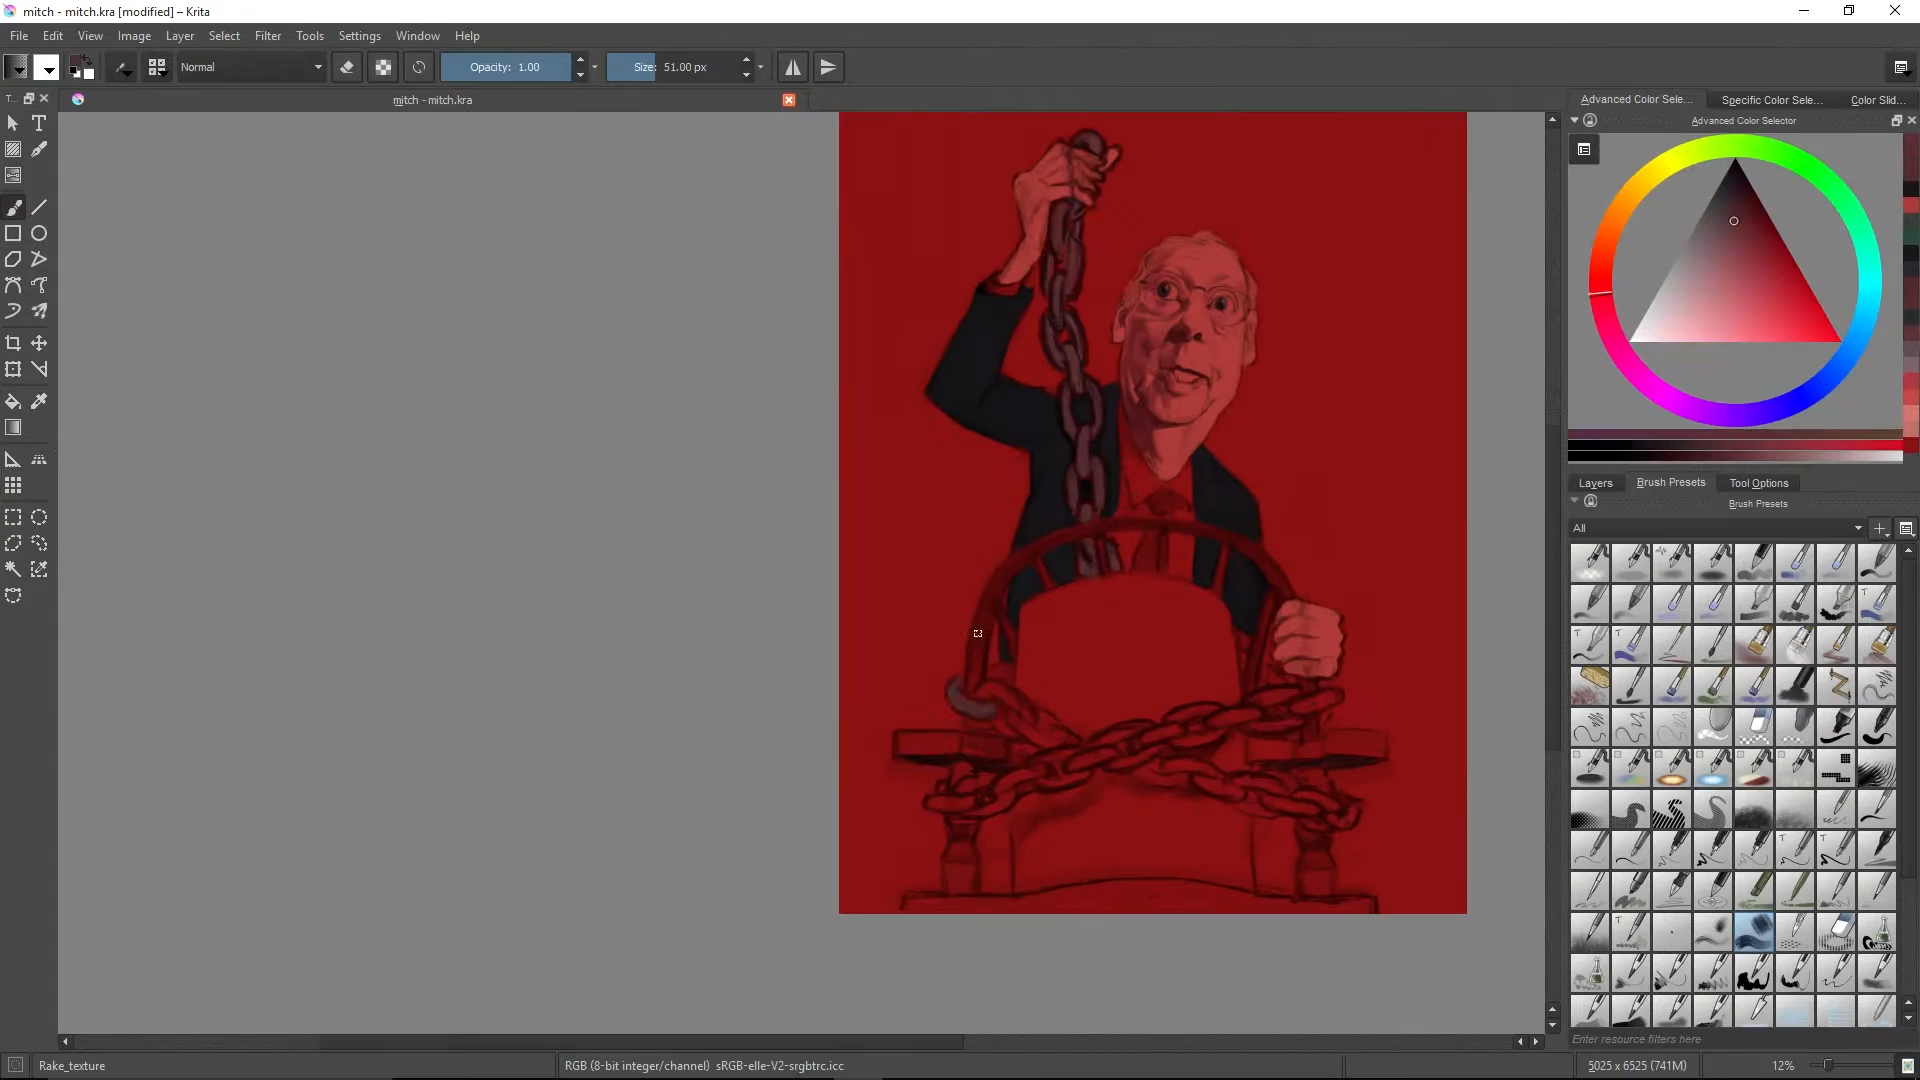 mitch - mitch.kra [modified] – Krita
File Edit View Image Layer Select Filter Tools Settings Window Help
Normal Opacity: 1.00 Size: 51.00 px
T... mitch - mitch.kra Advanced Color Sele... Specific Color Sele... Color Slid...
Advanced Color Selector
Layers Brush Presets Tool Options
Brush Presets
All
Enter resource filters here
Rake_texture RGB (8-bit integer/channel) sRGB-elle-V2-srgbtrc.icc 5025 x 6525 (741M) 12%